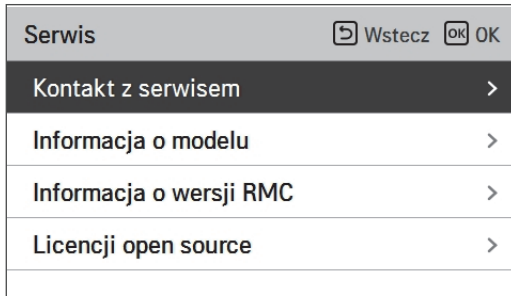 Serwis Wstecz OK OK
Kontakt z serwisem >
Informacja o modelu >
Informacja o wersji RMC >
Licencji open source >